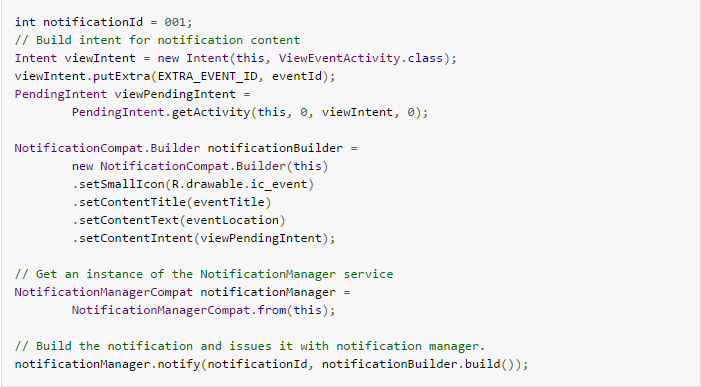 int notificationId = 001;
// Build intent for notification content
Intent viewIntent = new Intent(this, ViewEventActivity.class);
viewIntent.putExtra(EXTRA_EVENT_ID, eventId);
PendingIntent viewPendingIntent =
        PendingIntent.getActivity(this, 0, viewIntent, 0);

NotificationCompat.Builder notificationBuilder =
        new NotificationCompat.Builder(this)
        .setSmallIcon(R.drawable.ic_event)
        .setContentTitle(eventTitle)
        .setContentText(eventLocation)
        .setContentIntent(viewPendingIntent);

// Get an instance of the NotificationManager service
NotificationManagerCompat notificationManager =
        NotificationManagerCompat.from(this);

// Build the notification and issues it with notification manager.
notificationManager.notify(notificationId, notificationBuilder.build());